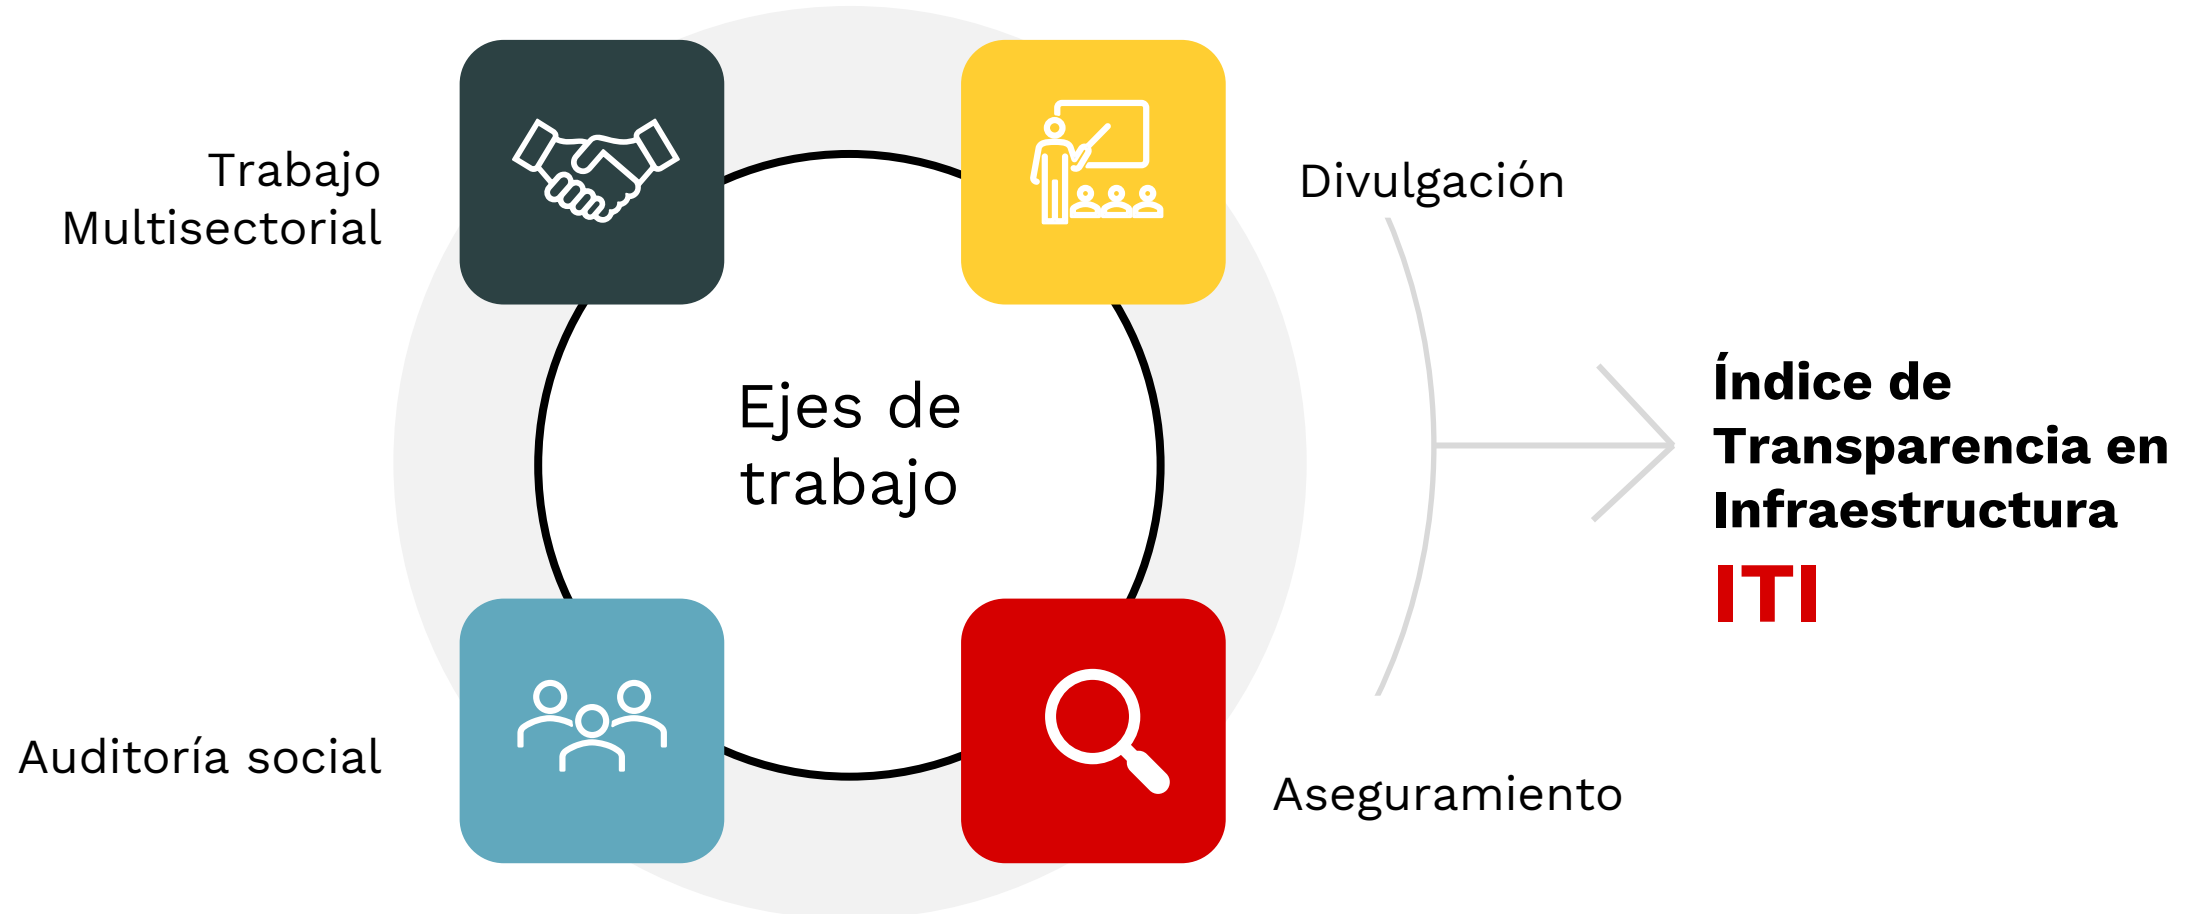 Trabajo
Multisectorial
Divulgación
Ejes de
trabajo
Índice de
Transparencia en
Infraestructura
ITI
Auditoría social
Aseguramiento